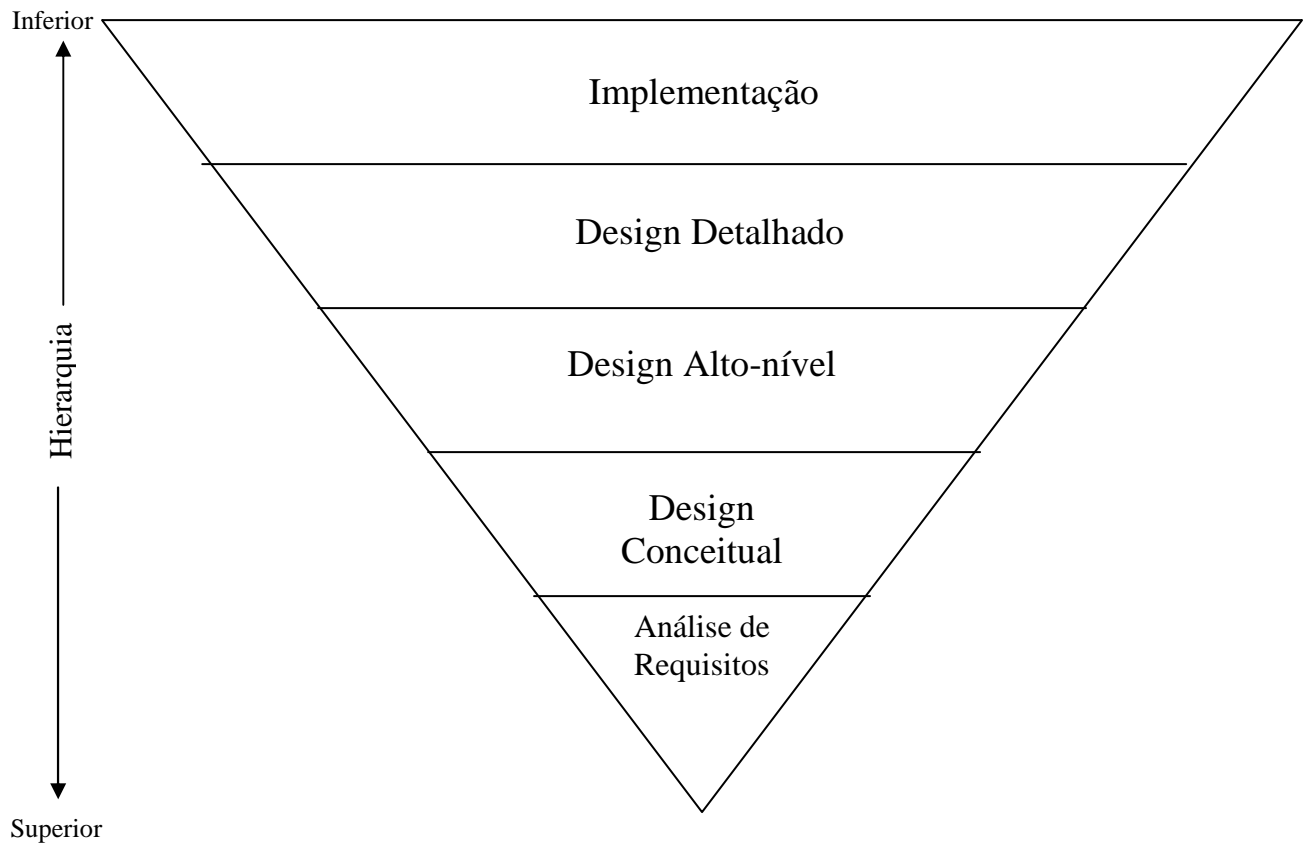 Inferior
Implementação
Design Detalhado
Hierarquia
Design Alto-nível
Design
Conceitual
Análise de
Requisitos
Superior